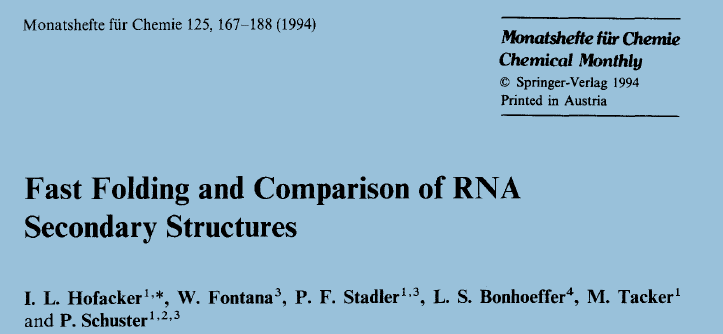 Monatshefte für Chemie 125, 167–188 (1994)
Monatshefte für Chemie
Chemical Monthly
© Springer-Verlag 1994
Printed in Austria
Fast Folding and Comparison of RNA
Secondary Structures
I. L. Hofacker¹,*, W. Fontana³, P. F. Stadler¹,³, L. S. Bonhoeffer⁴, M. Tacker¹
and P. Schuster¹,²,³